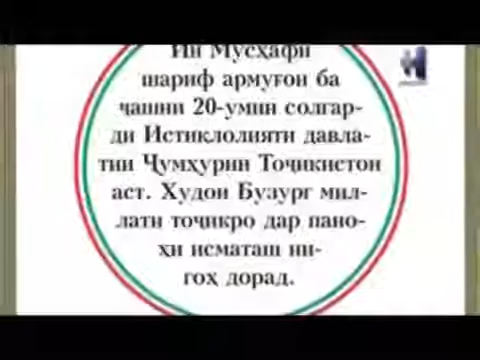 Ин Мусҳафи
шариф армуғон ба
ҷашни 20-умин солгар-
ди Истиқлолияти давла-
тии Ҷумҳурии Тоҷикистон
аст. Худои Бузург мил-
лати тоҷикро дар пано-
ҳи исматаш ни-
гоҳ дорад.